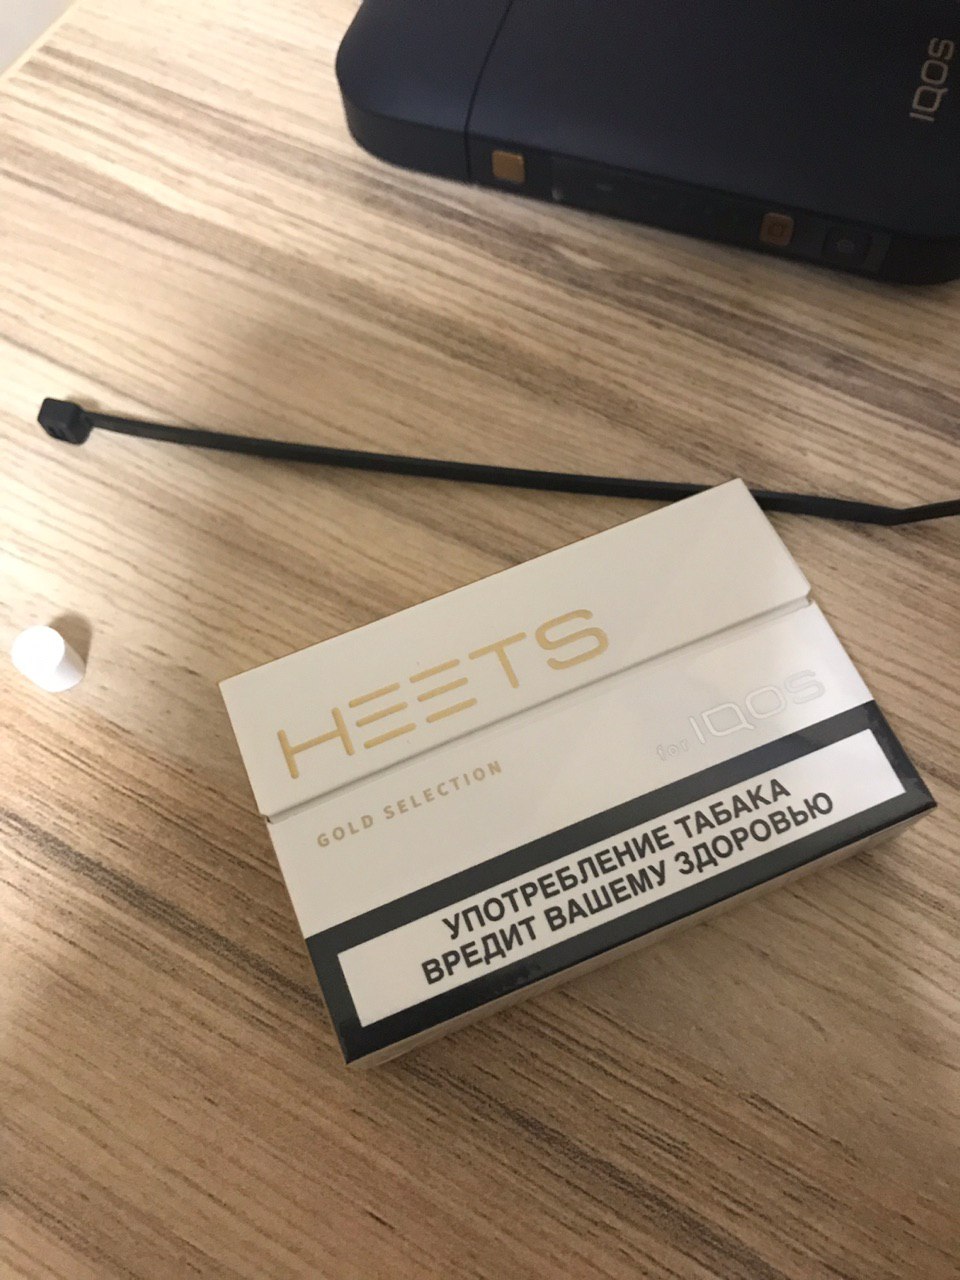 IQOS
HEETS
GOLD SELECTION
for IQOS
УПОТРЕБЛЕНИЕ ТАБАКА
ВРЕДИТ ВАШЕМУ ЗДОРОВЬЮ